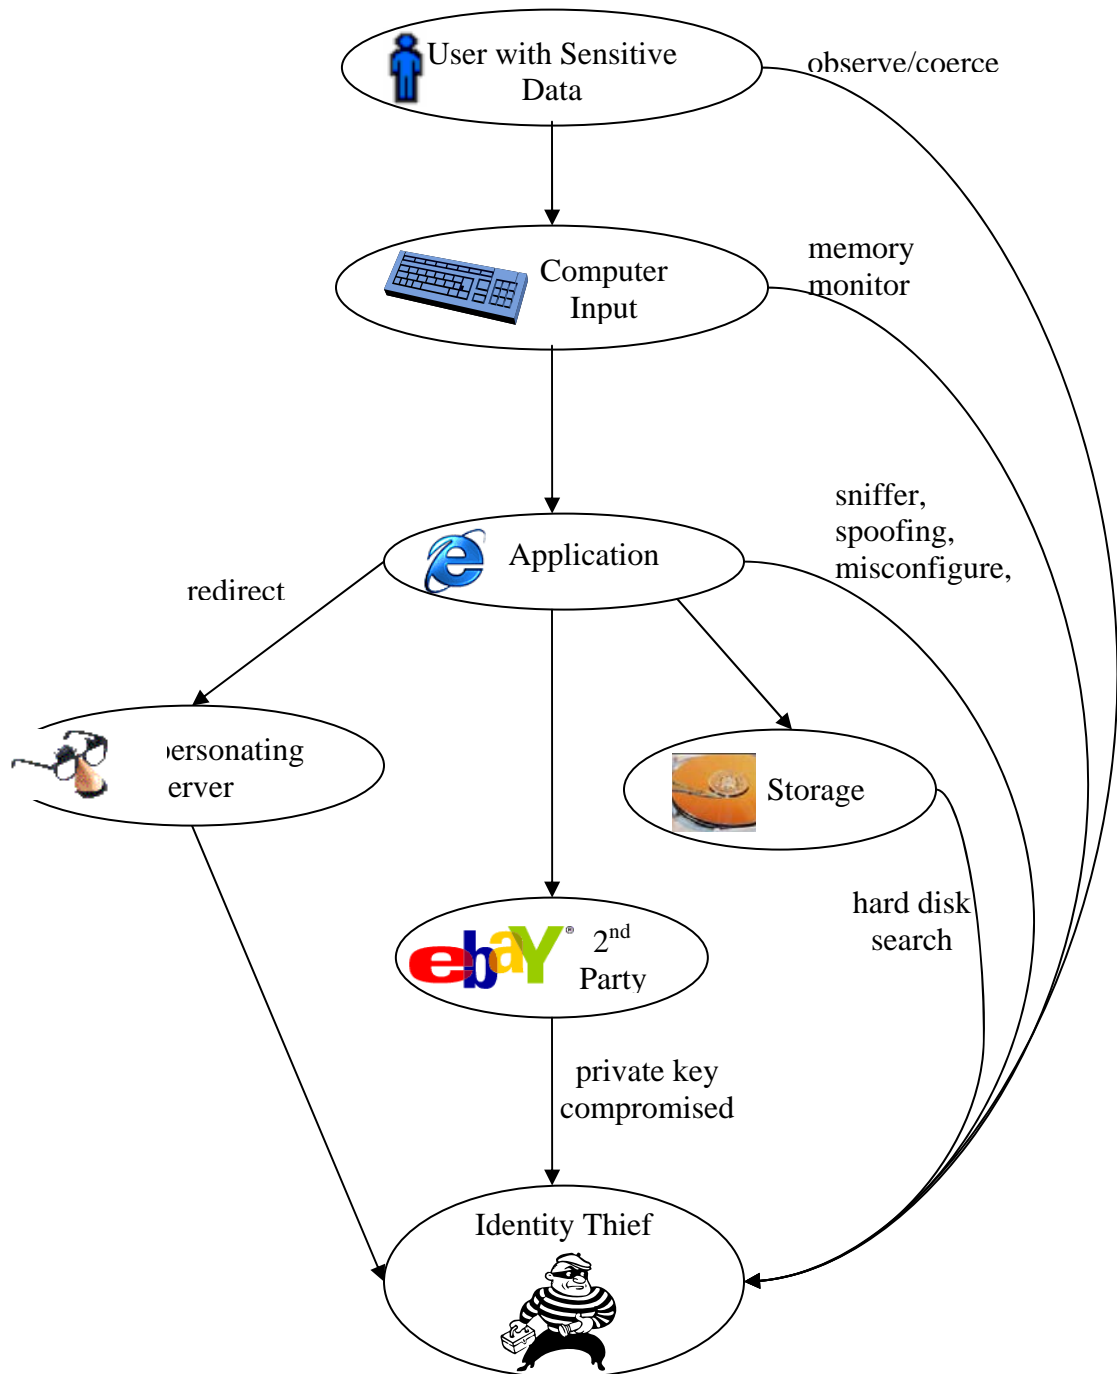 User with Sensitive
Data
observe/coerce
Computer
Input
memory
monitor
Application
sniffer,
spoofing,
misconfigure,
redirect
personating
erver
Storage
hard disk
search
ebaY® 2nd
Party
private key
compromised
Identity Thief